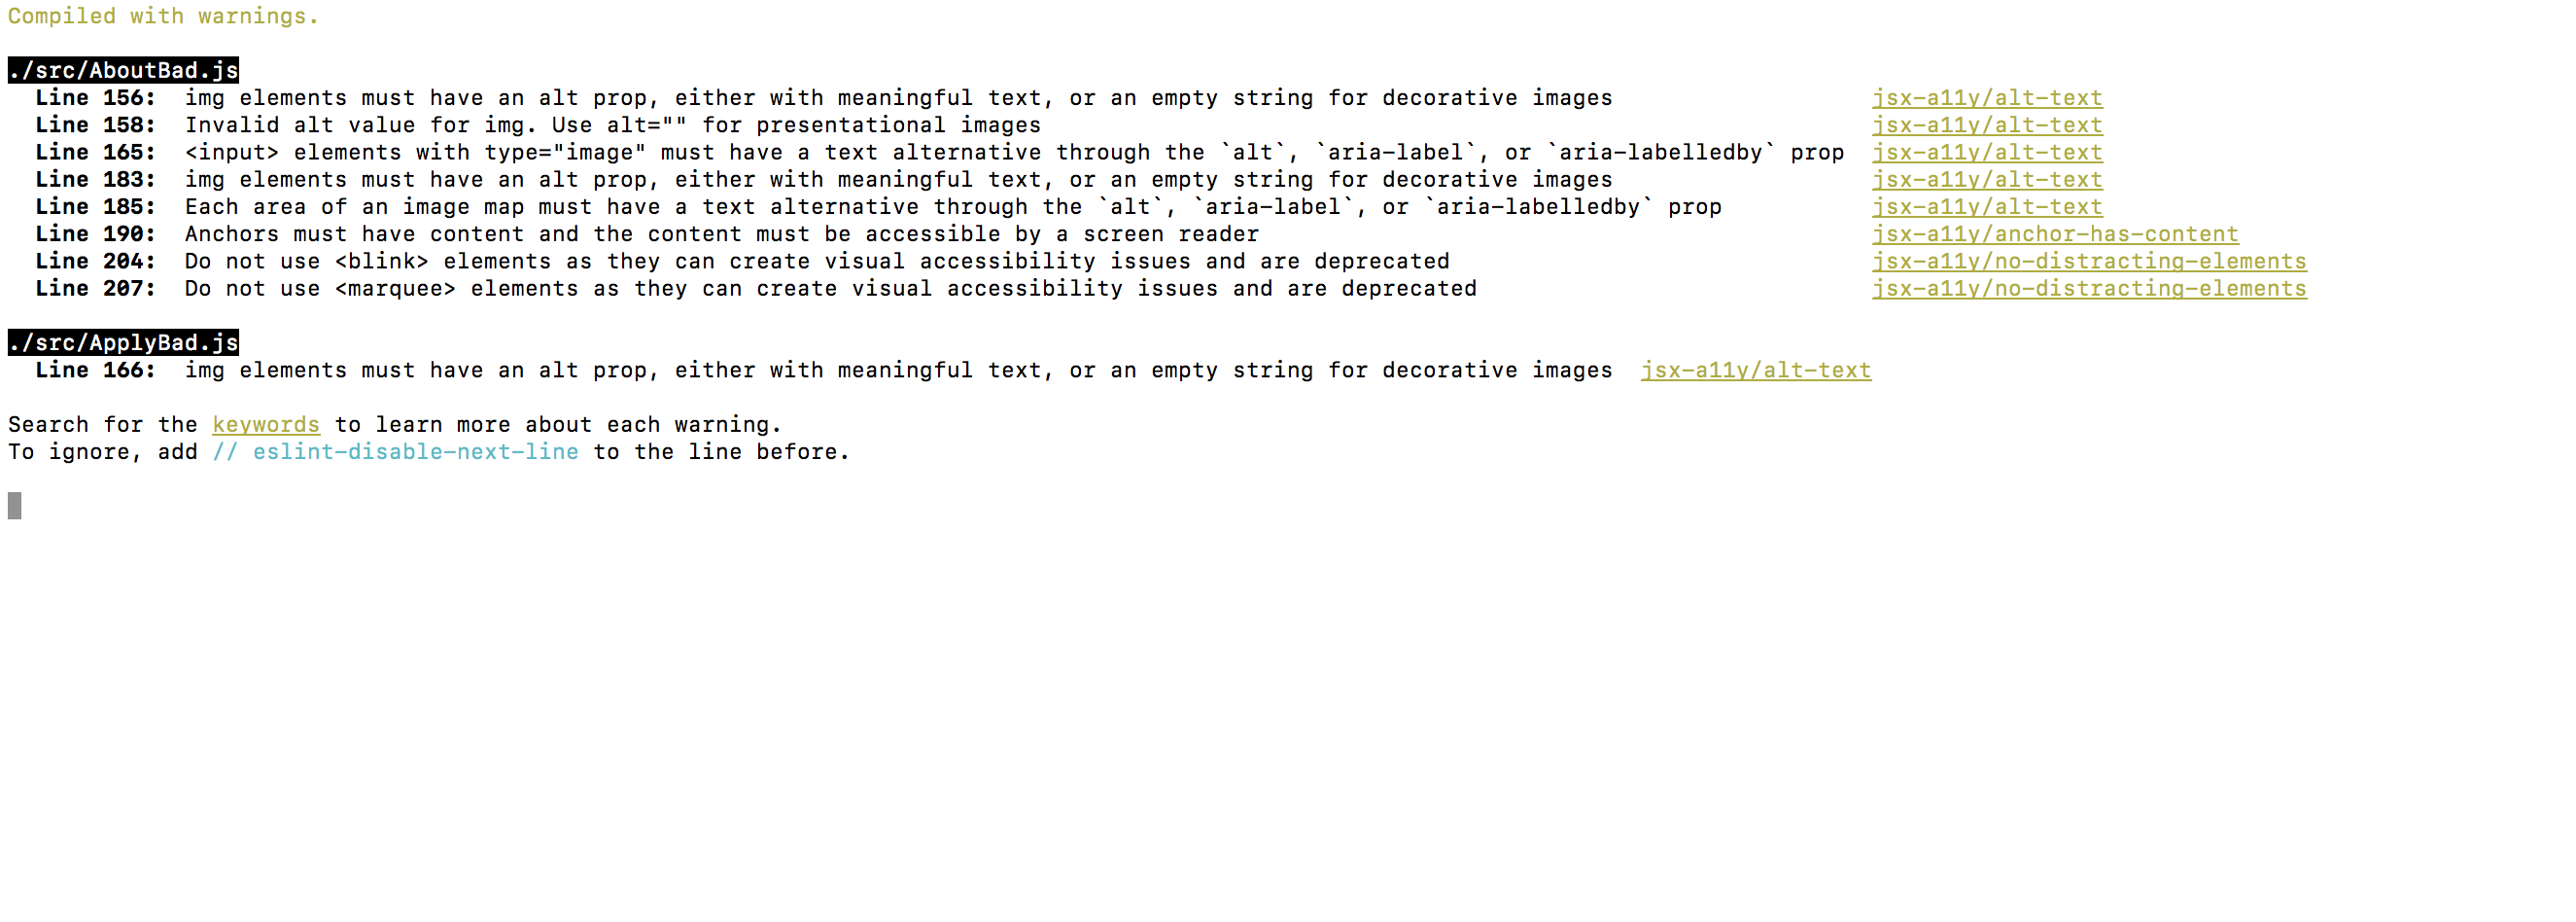 Compiled with warnings.
./src/AboutBad.js
Line 156: img elements must have an alt prop, either with meaningful text, or an empty string for decorative images jsx-a11y/alt-text
Line 158: Invalid alt value for img. Use alt="" for presentational images jsx-a11y/alt-text
Line 165: <input> elements with type="image" must have a text alternative through the `alt`, `aria-label`, or `aria-labelledby` prop jsx-a11y/alt-text
Line 183: img elements must have an alt prop, either with meaningful text, or an empty string for decorative images jsx-a11y/alt-text
Line 185: Each area of an image map must have a text alternative through the `alt`, `aria-label`, or `aria-labelledby` prop jsx-a11y/alt-text
Line 190: Anchors must have content and the content must be accessible by a screen reader jsx-a11y/anchor-has-content
Line 204: Do not use <blink> elements as they can create visual accessibility issues and are deprecated jsx-a11y/no-distracting-elements
Line 207: Do not use <marquee> elements as they can create visual accessibility issues and are deprecated jsx-a11y/no-distracting-elements
./src/ApplyBad.js
Line 166: img elements must have an alt prop, either with meaningful text, or an empty string for decorative images jsx-a11y/alt-text
Search for the keywords to learn more about each warning.
To ignore, add // eslint-disable-next-line to the line before.